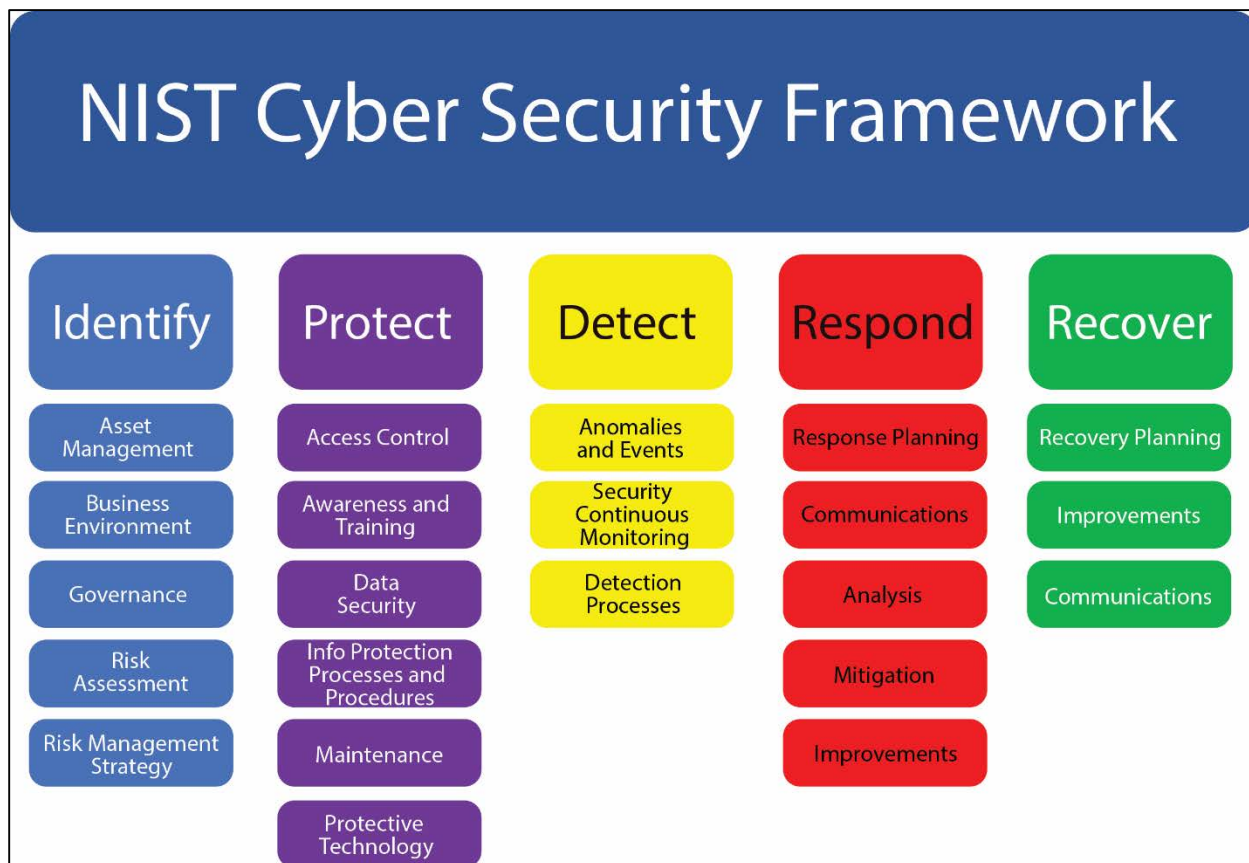 NIST Cyber Security Framework
Identify
Asset
Management
Business
Environment
Governance
Risk
Assessment
Risk Management
Strategy
Protect
Access Control
Awareness and
Training
Data
Security
Info Protection
Processes and
Procedures
Maintenance
Protective
Technology
Detect
Anomalies
and Events
Security
Continuous
Monitoring
Detection
Processes
Respond
Response Planning
Communications
Analysis
Mitigation
Improvements
Recover
Recovery Planning
Improvements
Communications